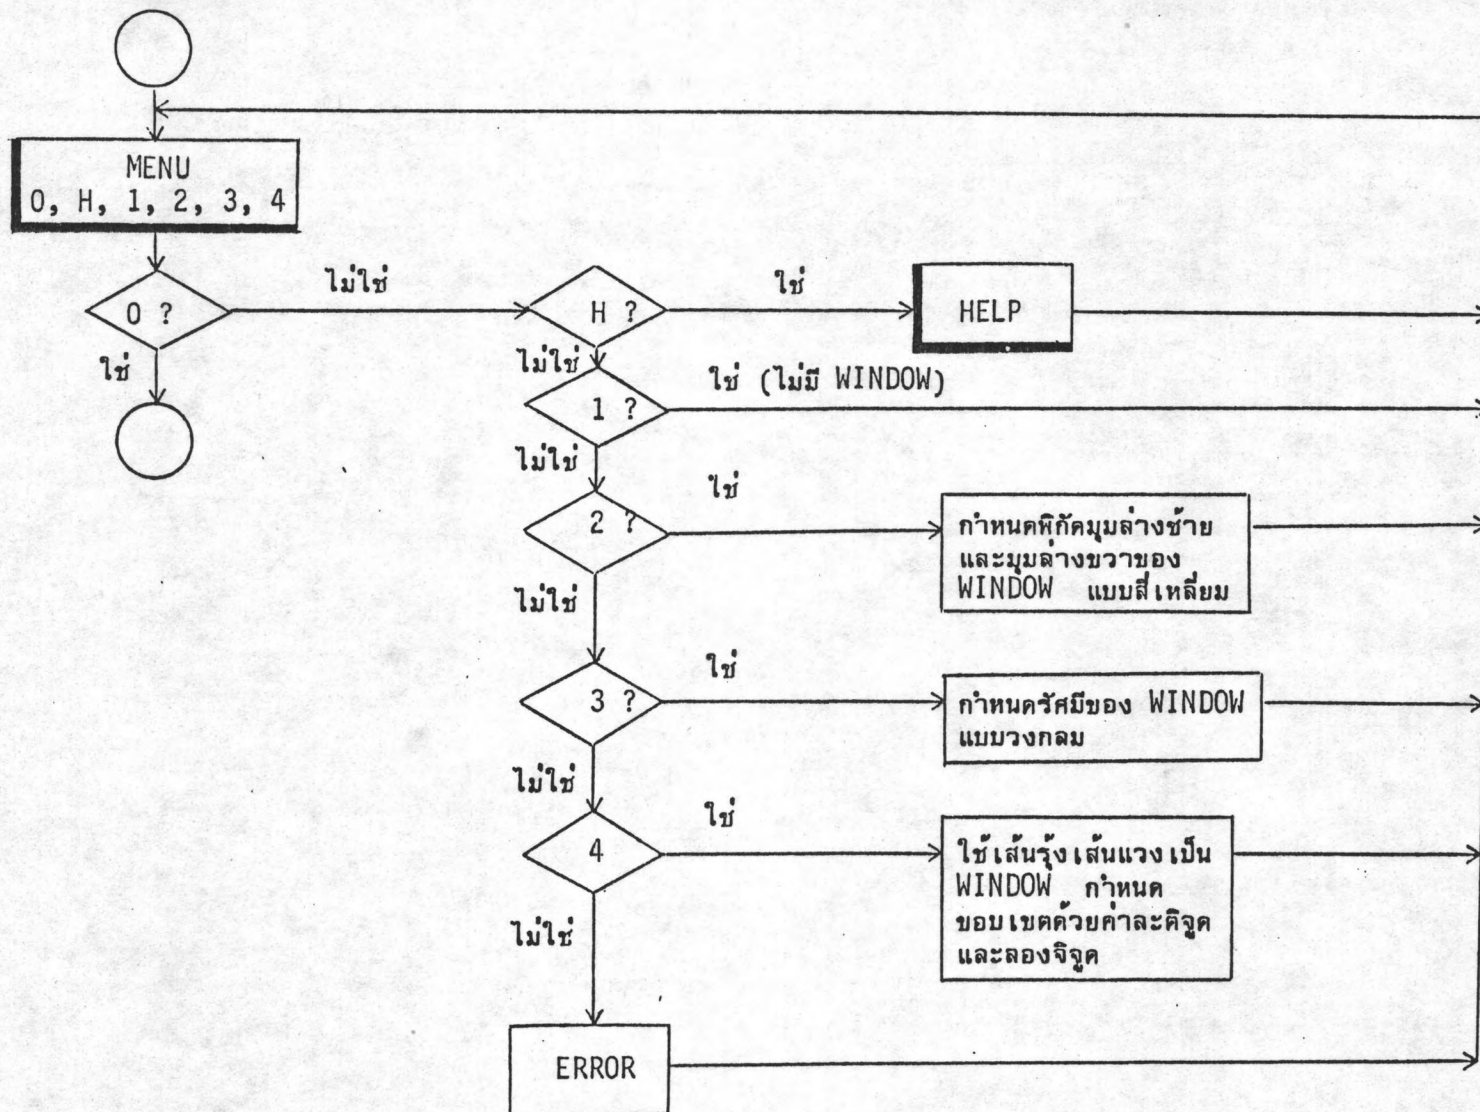 MENU
0, H, 1, 2, 3, 4
0 ?
ไม่ใช่
H ?
ใช่
HELP
ใช่
ไม่ใช่
1 ?
ใช่ (ไม่มี WINDOW)
ไม่ใช่
2 ?
ใช่
กำหนดพิกัดมุมล่างซ้าย
และมุมล่างขวาของ
WINDOW แบบสี่เหลี่ยม
ไม่ใช่
3 ?
ใช่
กำหนดรัศมีของ WINDOW
แบบวงกลม
ไม่ใช่
4
ใช่
ใช้เส้นรุ้งเส้นแวงเป็น
WINDOW กำหนด
ขอบเขตด้วยค่าละติจูด
และลองจิจูด
ไม่ใช่
ERROR